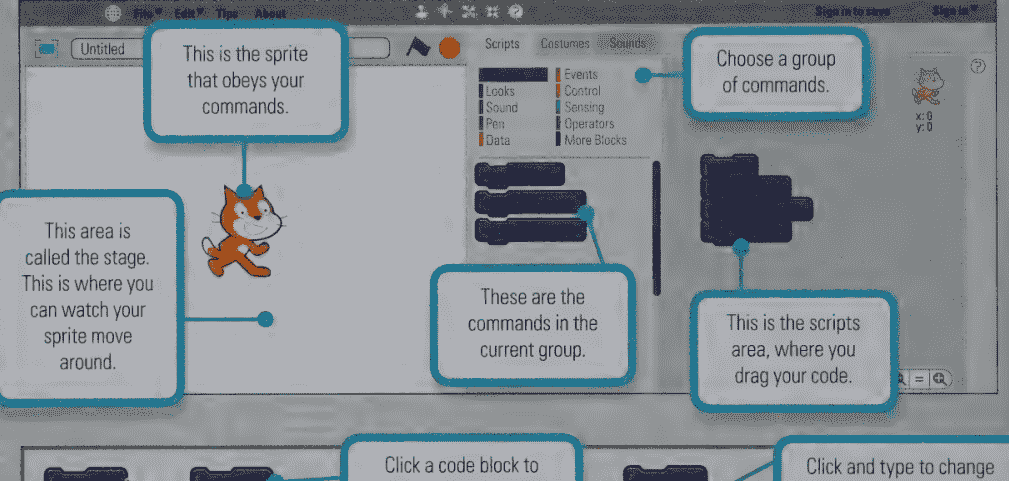 File Edit Tips About
Sign in to save Sign in
Untitled
This is the sprite
that obeys your
commands.
Scripts Costumes Sounds
Events
Looks Control
Sound Sensing
Pen Operators
Data More Blocks
Choose a group
of commands.
x: 0
y: 0
?
This area is
called the stage.
This is where you
can watch your
sprite move
around.
These are the
commands in the
current group.
This is the scripts
area, where you
drag your code.
=
Click a code block to
Click and type to change